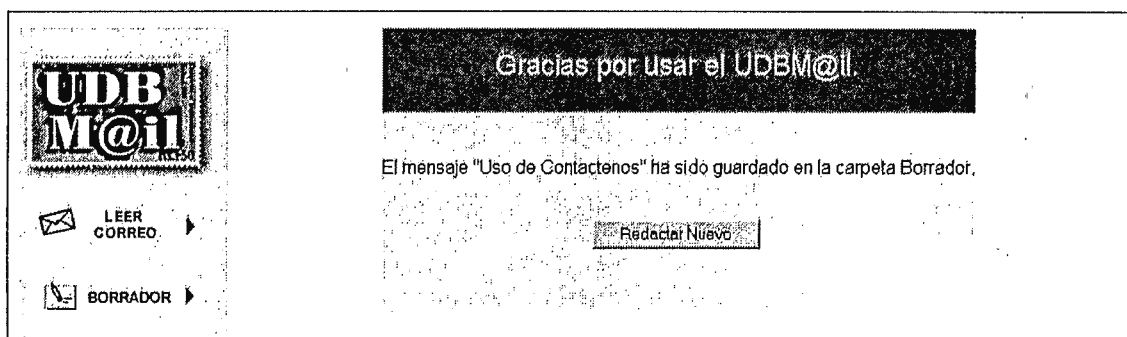 UDB
M@il
LEER
CORREO
BORRADOR
Gracias por usar el UDBM@il.
El mensaje "Uso de Contactenos" ha sido guardado en la carpeta Borrador.
Redactar Nuevo